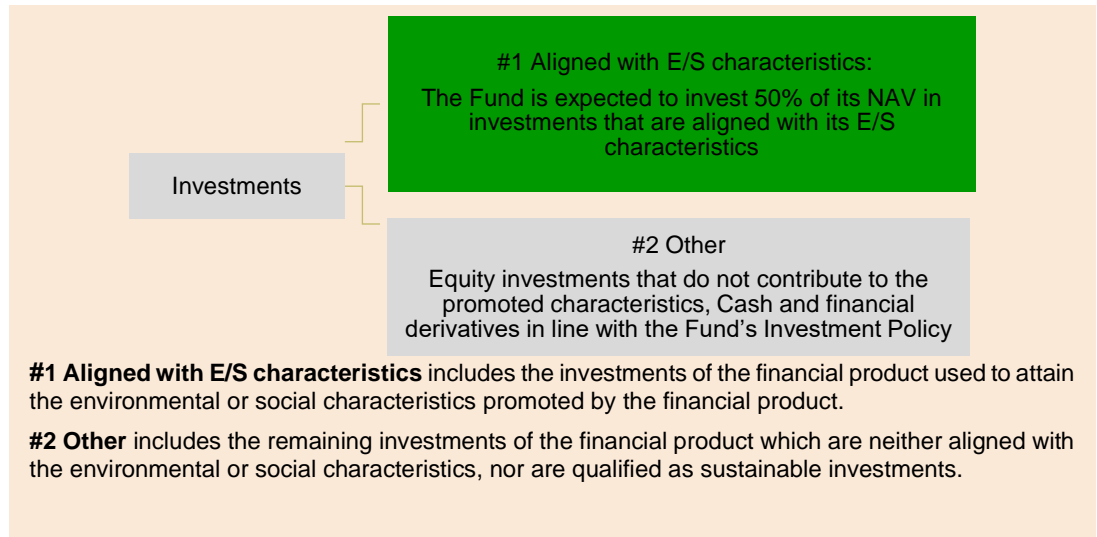 #1 Aligned with E/S characteristics:
The Fund is expected to invest 50% of its NAV in
investments that are aligned with its E/S
characteristics
Investments
#2 Other
Equity investments that do not contribute to the
promoted characteristics, Cash and financial
derivatives in line with the Fund’s Investment Policy
#1 Aligned with E/S characteristics includes the investments of the financial product used to attain
the environmental or social characteristics promoted by the financial product.
#2 Other includes the remaining investments of the financial product which are neither aligned with
the environmental or social characteristics, nor are qualified as sustainable investments.